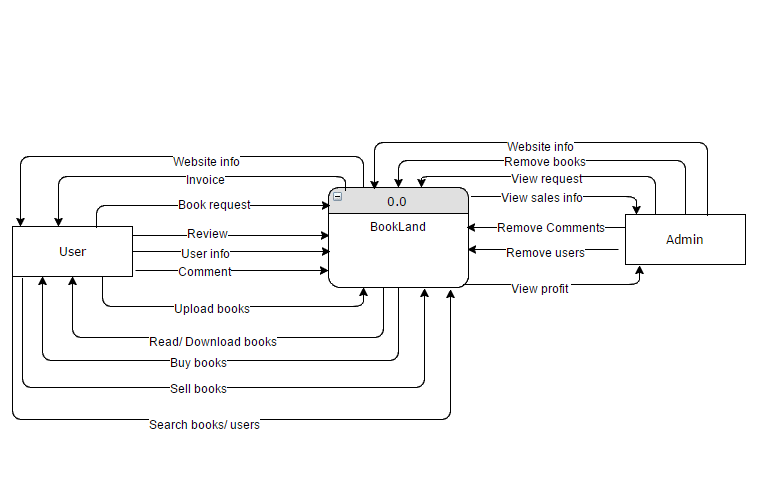 Website info
Website info
Remove books
Invoice
View request
Book request
0.0
View sales info
BookLand
Review
Remove Comments
User
User info
Remove users
Admin
Comment
View profit
Upload books
Read/ Download books
Buy books
Sell books
Search books/ users